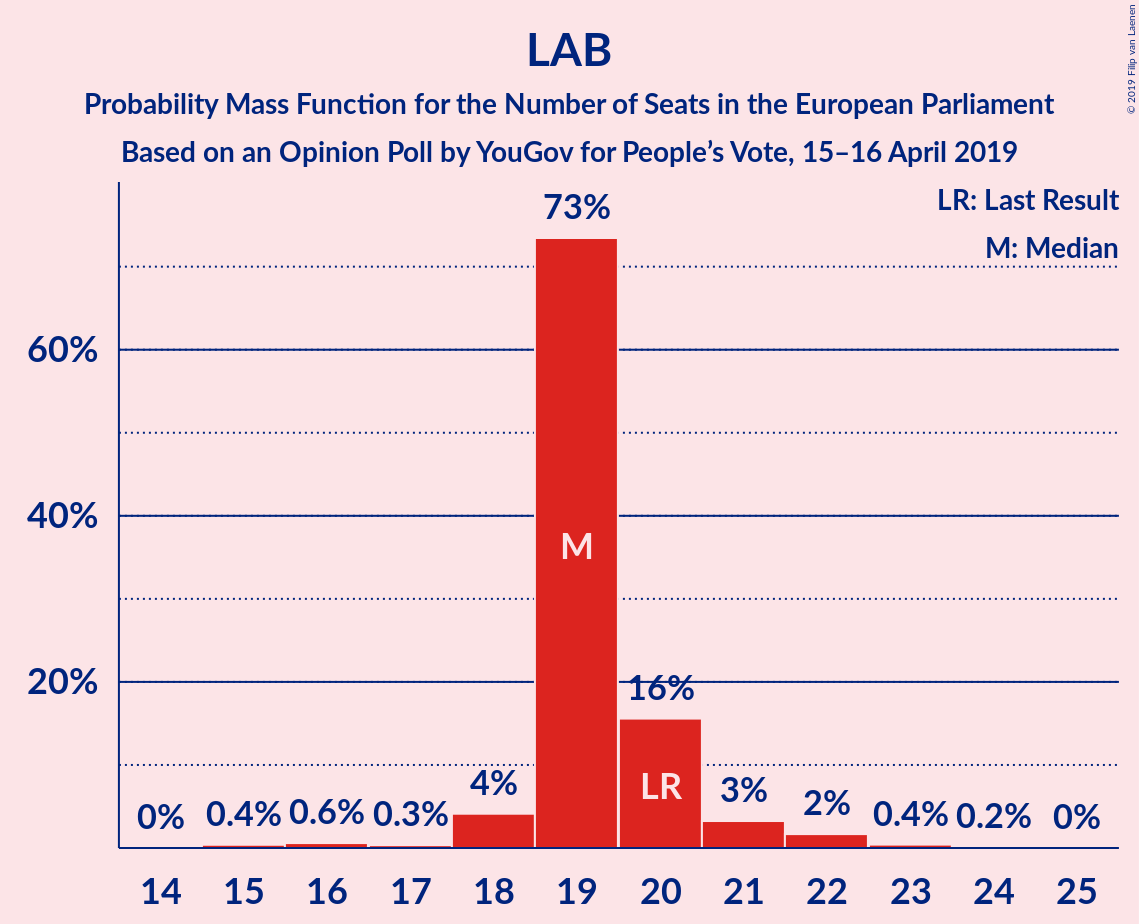 LAB
Probability Mass Function for the Number of Seats in the European Parliament
Based on an Opinion Poll by YouGov for People’s Vote, 15–16 April 2019
© 2019 Filip van Laenen
LR: Last Result
M: Median
60%
40%
20%
0%
0.4%
0.6%
0.3%
4%
73%
M
16%
LR
3%
2%
0.4%
0.2%
0%
14 15 16 17 18 19 20 21 22 23 24 25